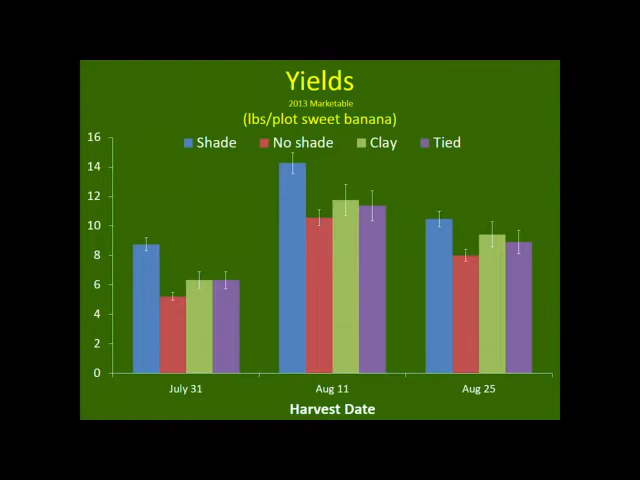 Yields
2013 Marketable
(lbs/plot sweet banana)
Shade No shade Clay Tied
16
14
12
10
8
6
4
2
0
July 31 Aug 11 Aug 25
Harvest Date